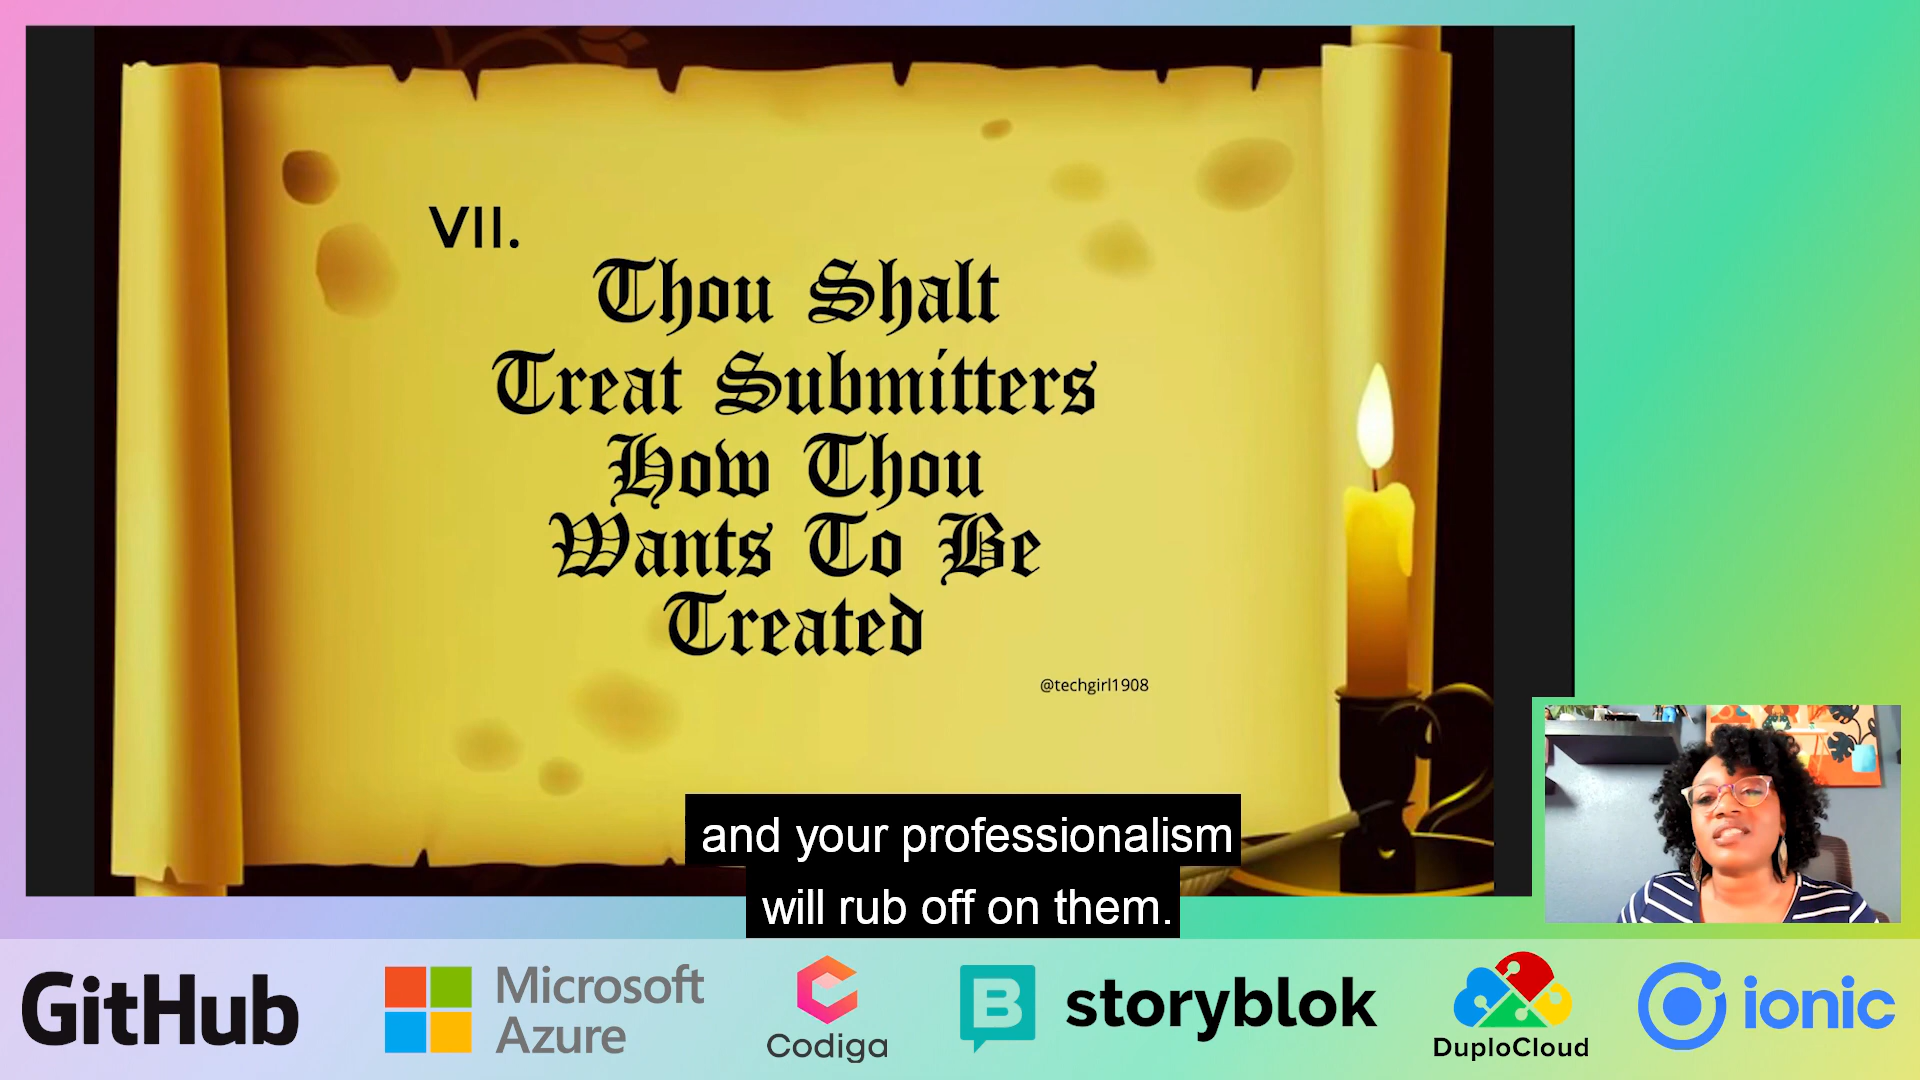 VII.
Thou Shalt
Treat Submitters
How Thou
Wants To Be
Treated
@techgirl1908
and your professionalism
will rub off on them.
GitHub
Microsoft
Azure
Codiga
B
storyblok
DuploCloud
ionic